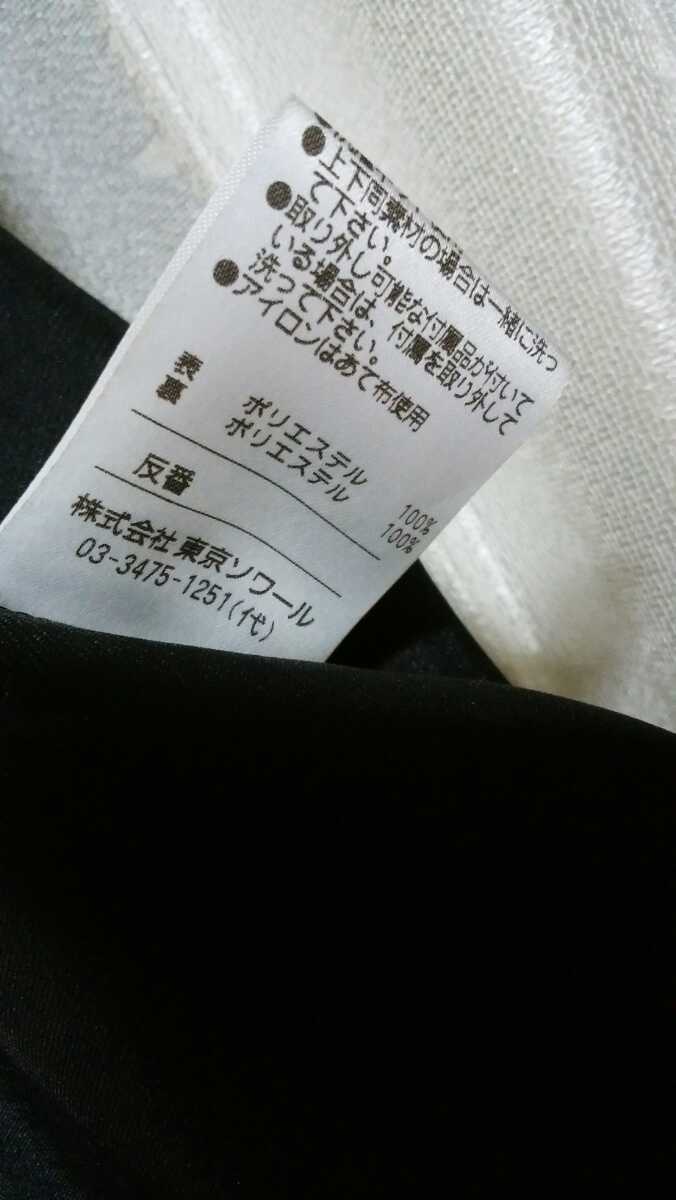 ●上下同素材の場合は一緒に洗っ
て下さい。
●取り外し可能な付属品が付いて
いる場合は、付属を取り外して
洗って下さい。
●アイロンはあて布使用
表 ポリエステル 100%
裏 ポリエステル 100%
反番
株式会社 東京ソワール
03-3475-1251(代)